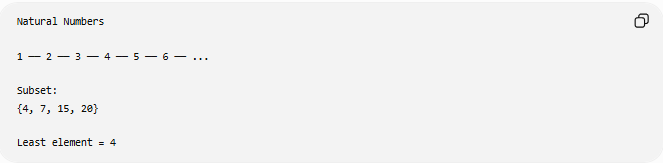 Natural Numbers
1 — 2 — 3 — 4 — 5 — 6 — ...
Subset:
{4, 7, 15, 20}
Least element = 4